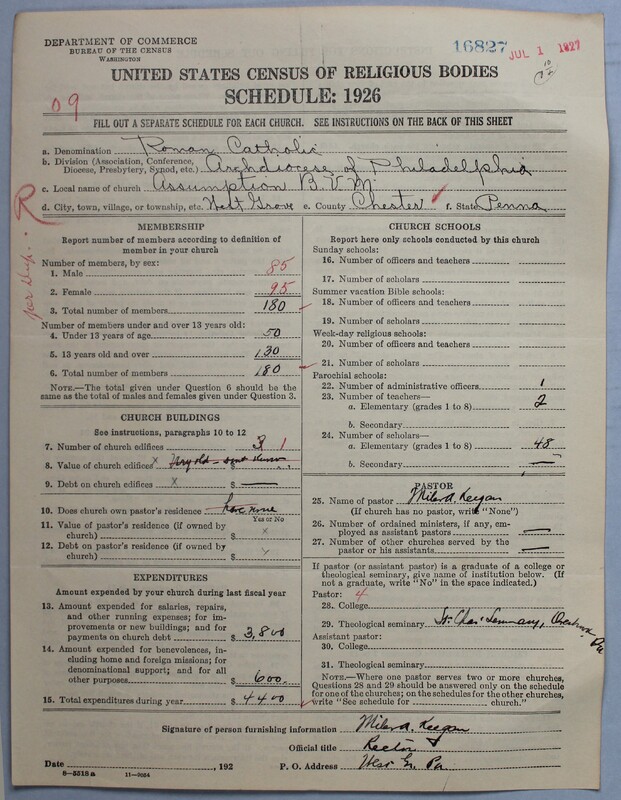 DEPARTMENT OF COMMERCE
BUREAU OF THE CENSUS
WASHINGTON
16827
JUL 1 1927
UNITED STATES CENSUS OF RELIGIOUS BODIES
SCHEDULE: 1926
09
FILL OUT A SEPARATE SCHEDULE FOR EACH CHURCH. SEE INSTRUCTIONS ON THE BACK OF THIS SHEET
a. Denomination Roman Catholic
b. Division (Association, Conference, Diocese, Presbytery, Synod, etc.) Archdiocese of Philadelphia
c. Local name of church Assumption B.V.M.
d. City, town, village, or township, etc. West Grove e. County Chester f. State Penna
R
MEMBERSHIP
Report number of members according to definition of
member in your church
Number of members, by sex:
1. Male 85
2. Female 95
3. Total number of members 180
Number of members under and over 13 years old:
4. Under 13 years of age 50
5. 13 years old and over 130
6. Total number of members 180
NOTE.—The total given under Question 6 should be
the same as the total of males and females given under Question 3.
CHURCH BUILDINGS
See instructions, paragraphs 10 to 12
7. Number of church edifices 1
8. Value of church edifices Very old - $
9. Debt on church edifices $ —
10. Does church own pastor's residence have none
Yes or No
11. Value of pastor's residence (if owned by
church) $
12. Debt on pastor's residence (if owned by
church) $
EXPENDITURES
Amount expended by your church during last fiscal year
13. Amount expended for salaries, repairs,
and other running expenses; for im-
provements or new buildings; and for
payments on church debt $ 3,800
14. Amount expended for benevolences, in-
cluding home and foreign missions; for
denominational support; and for all
other purposes $ 600.
15. Total expenditures during year $ 4400
CHURCH SCHOOLS
Report here only schools conducted by this church
Sunday schools:
16. Number of officers and teachers
17. Number of scholars
Summer vacation Bible schools:
18. Number of officers and teachers
19. Number of scholars
Week-day religious schools:
20. Number of officers and teachers
21. Number of scholars
Parochial schools:
22. Number of administrative officers 1
23. Number of teachers—
a. Elementary (grades 1 to 8) 2
b. Secondary
24. Number of scholars—
a. Elementary (grades 1 to 8) 48
b. Secondary —
PASTOR
25. Name of pastor Miles A. Keegan
(If church has no pastor, write "None")
26. Number of ordained ministers, if any, em-
ployed as assistant pastors —
27. Number of other churches served by the
pastor or his assistants —
If pastor (or assistant pastor) is a graduate of a college or
theological seminary, give name of institution below. (If
not a graduate, write "No" in the space indicated.)
Pastor: 4
28. College
29. Theological seminary St. Chas' Seminary, Overbrook Pa
Assistant pastor:
30. College
31. Theological seminary
NOTE.—Where one pastor serves two or more churches,
Questions 28 and 29 should be answered only on the schedule
for one of the churches; on the schedules for the other churches,
write "See schedule for church."
Signature of person furnishing information Miles A. Keegan
Official title Rector
Date , 192 P. O. Address West Gr. Pa
8—5518a 11—9054